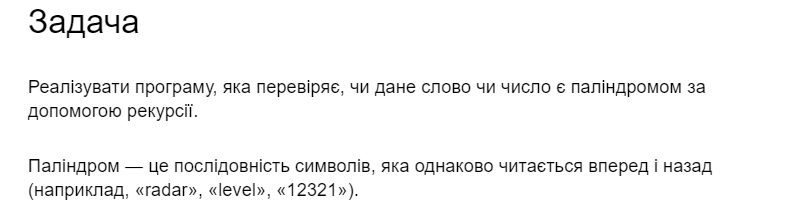 Задача
Реалізувати програму, яка перевіряє, чи дане слово чи число є паліндромом за
допомогою рекурсії.
Паліндром — це послідовність символів, яка однаково читається вперед і назад
(наприклад, «radar», «level», «12321»).